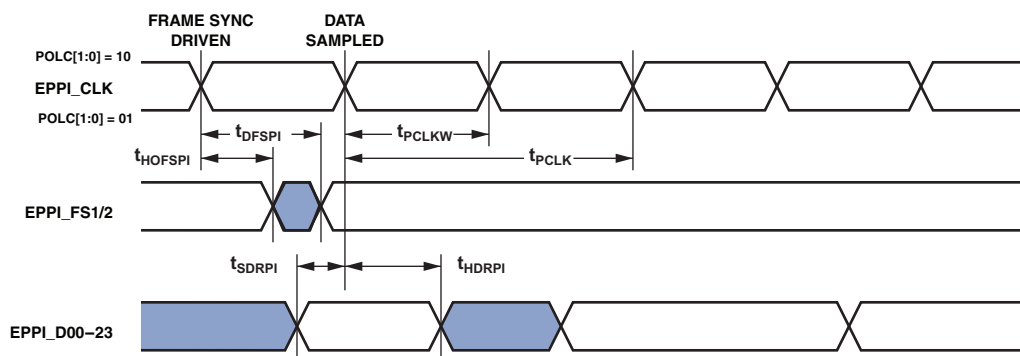 FRAME SYNC
DRIVEN
DATA
SAMPLED
POLC[1:0] = 10
EPPI_CLK
POLC[1:0] = 01
tDFSPI
tPCLKW
tHOFSPI
tPCLK
EPPI_FS1/2
tSDRPI
tHDRPI
EPPI_D00–23